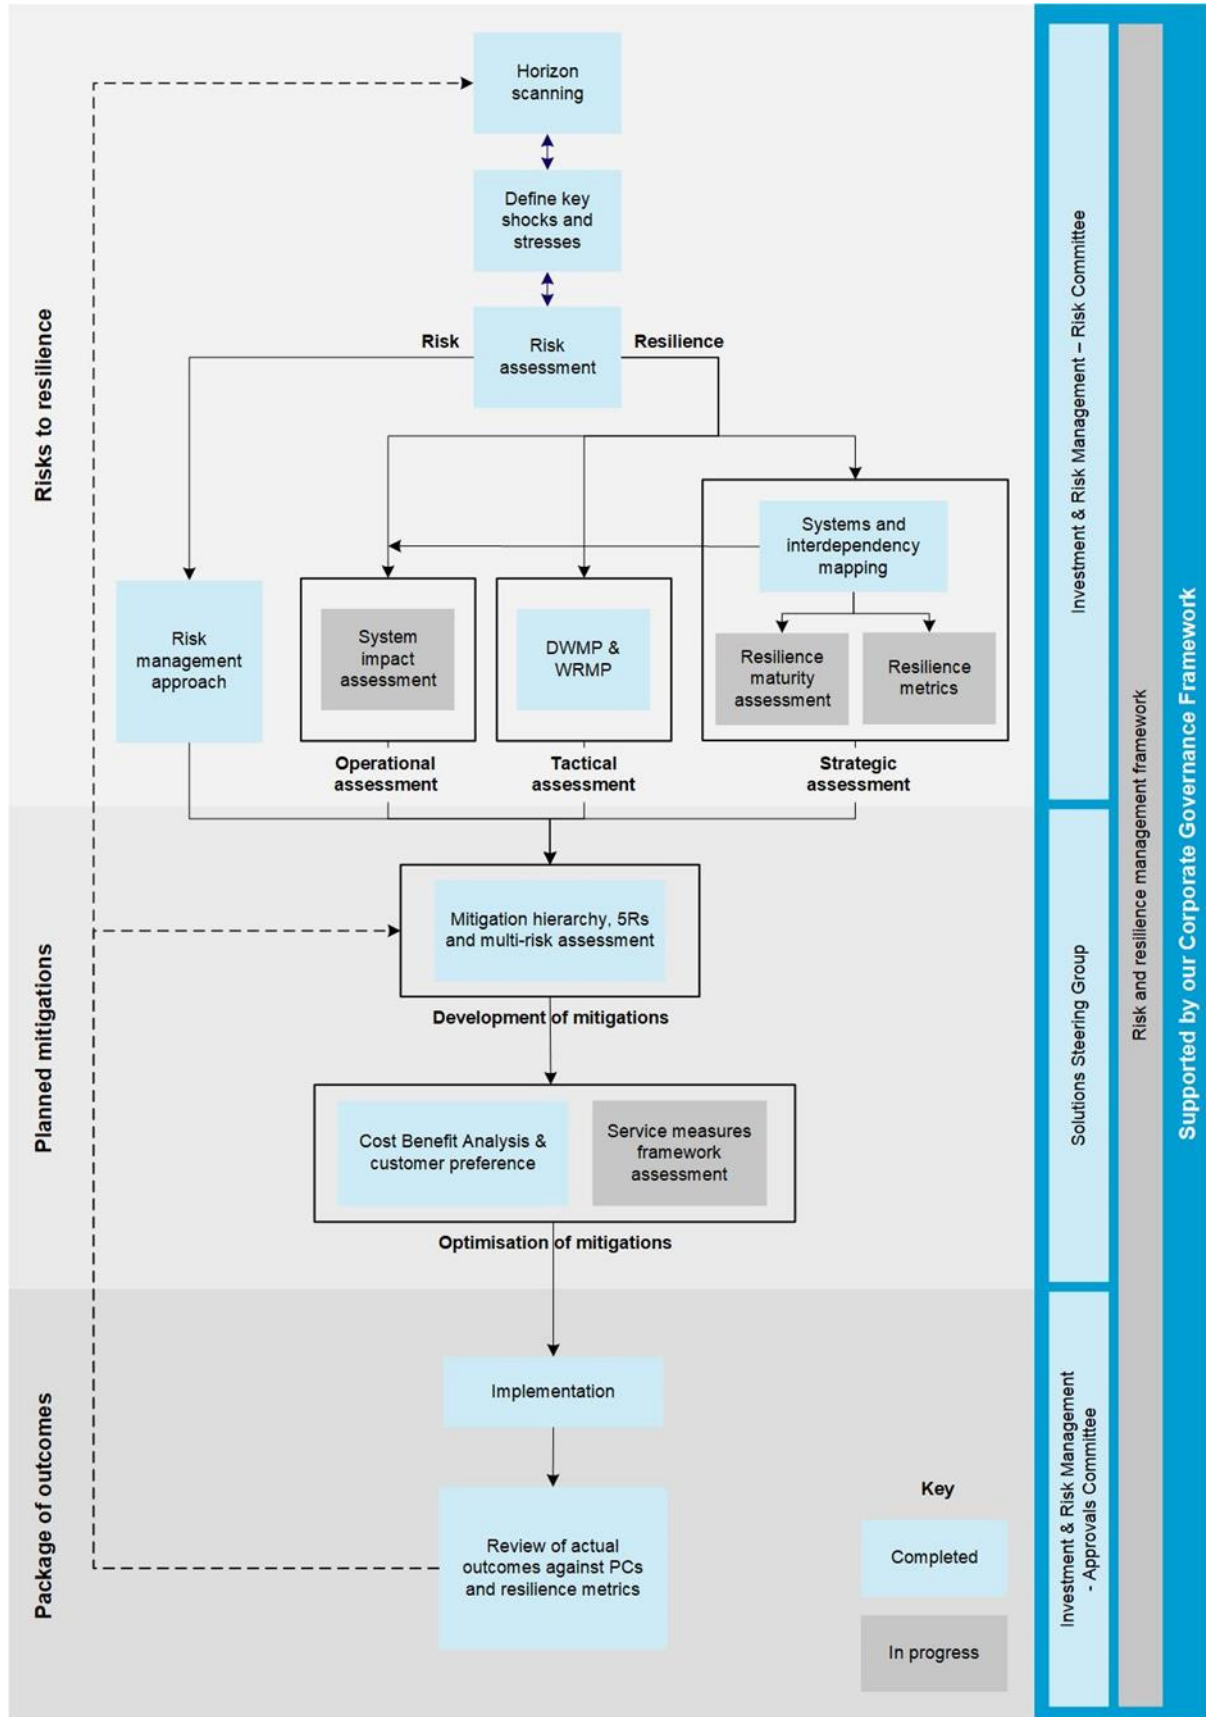 Horizon
scanning
Define key
shocks and
stresses
Risk
Risk
assessment
Resilience
Risks to resilience
Systems and
interdependency
mapping
Risk
management
approach
System
impact
assessment
DWMP &
WRMP
Resilience
maturity
assessment
Resilience
metrics
Operational
assessment
Tactical
assessment
Strategic
assessment
Planned mitigations
Mitigation hierarchy, 5Rs
and multi-risk assessment
Development of mitigations
Cost Benefit Analysis &
customer preference
Service measures
framework
assessment
Optimisation of mitigations
Package of outcomes
Implementation
Review of actual
outcomes against PCs
and resilience metrics
Key
Completed
In progress
Investment & Risk Management – Risk Committee
Solutions Steering Group
Investment & Risk Management
- Approvals Committee
Risk and resilience management framework
Supported by our Corporate Governance Framework